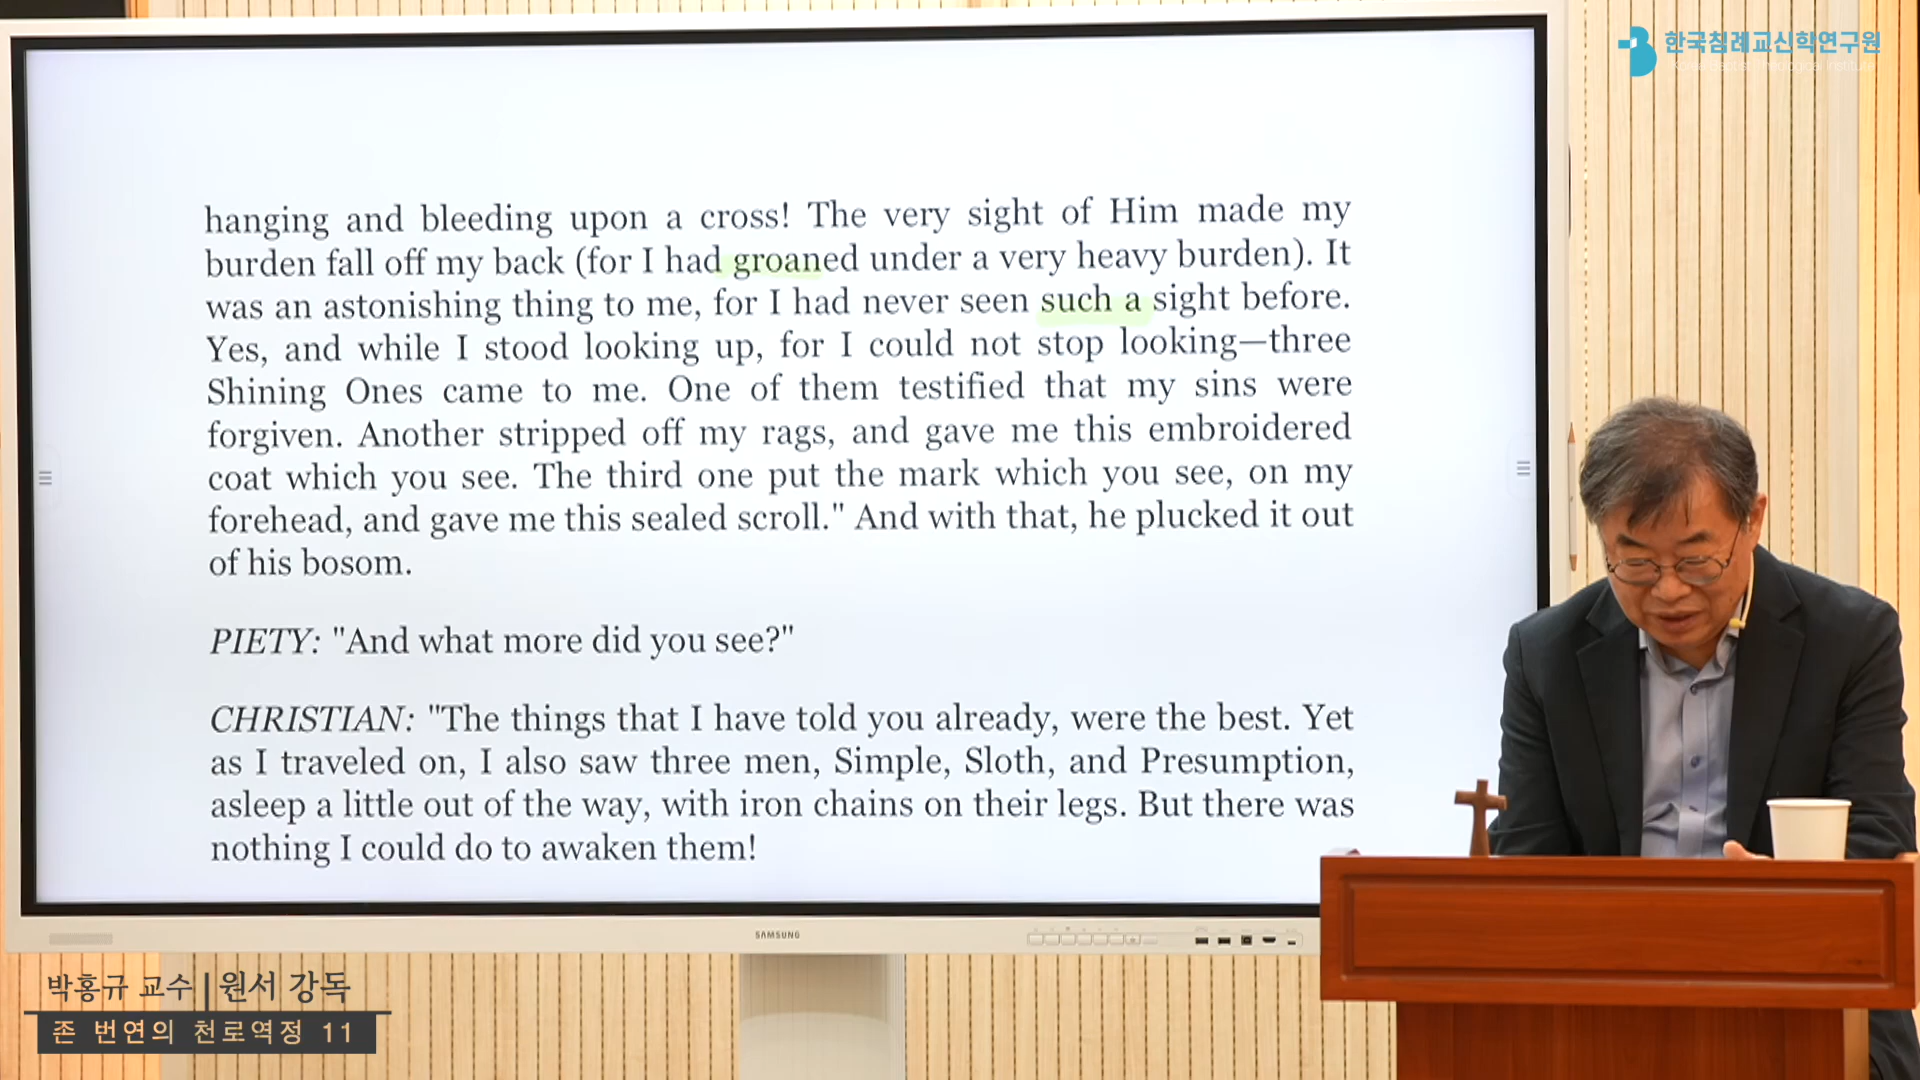 한국침례교신학연구원
hanging and bleeding upon a cross! The very sight of Him made my
burden fall off my back (for I had groaned under a very heavy burden). It
was an astonishing thing to me, for I had never seen such a sight before.
Yes, and while I stood looking up, for I could not stop looking—three
Shining Ones came to me. One of them testified that my sins were
forgiven. Another stripped off my rags, and gave me this embroidered
coat which you see. The third one put the mark which you see, on my
forehead, and gave me this sealed scroll." And with that, he plucked it out
of his bosom.
PIETY: "And what more did you see?"
CHRISTIAN: "The things that I have told you already, were the best. Yet
as I traveled on, I also saw three men, Simple, Sloth, and Presumption,
asleep a little out of the way, with iron chains on their legs. But there was
nothing I could do to awaken them!
SAMSUNG
박홍규 교수 | 원서 강독
존 번연의 천로역정 11